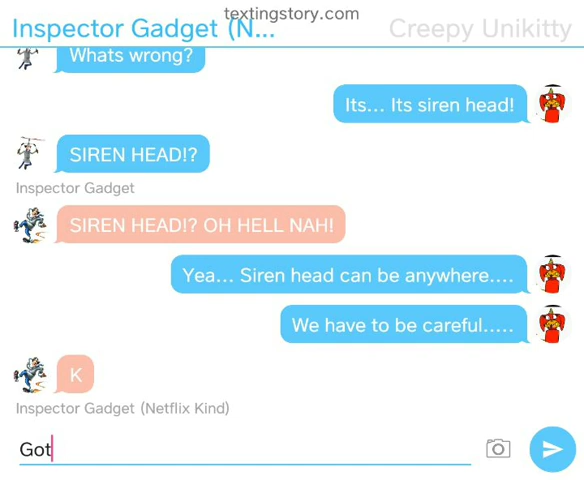 textingstory.com
Inspector Gadget (N...
Creepy Unikitty
Whats wrong?
Its... Its siren head!
SIREN HEAD!?
Inspector Gadget
SIREN HEAD!? OH HELL NAH!
Yea... Siren head can be anywhere....
We have to be careful.....
K
Inspector Gadget (Netflix Kind)
Got